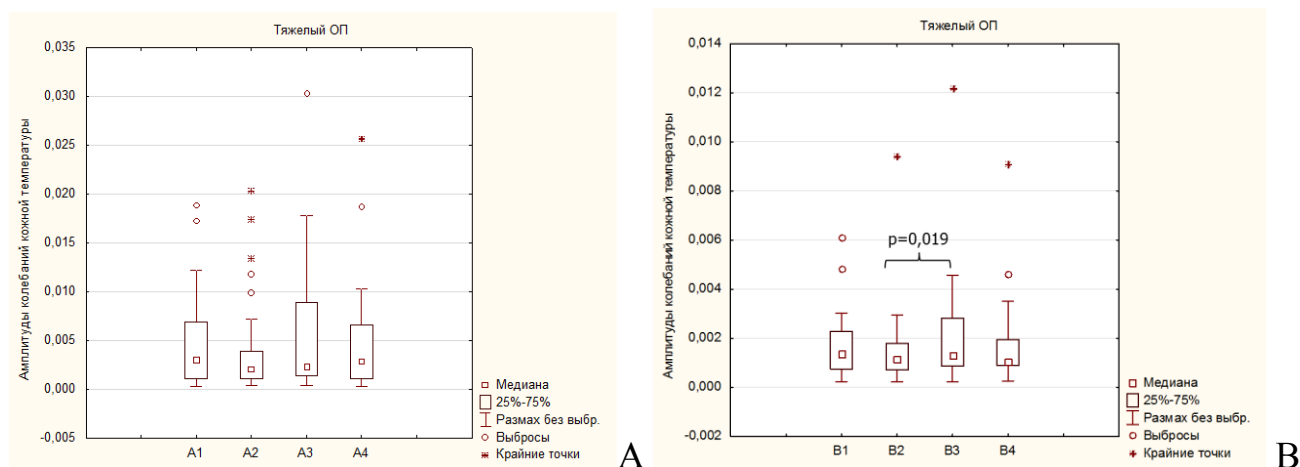 Тяжелый ОП
Амплитуды колебаний кожной температуры
0,035
0,030
0,025
0,020
0,015
0,010
0,005
0,000
-0,005
A1 A2 A3 A4
Медиана
25%-75%
Размах без выбр.
Выбросы
Крайние точки
A
Тяжелый ОП
Амплитуды колебаний кожной температуры
0,014
0,012
0,010
0,008
0,006
0,004
0,002
0,000
-0,002
p=0,019
B1 B2 B3 B4
Медиана
25%-75%
Размах без выбр.
Выбросы
Крайние точки
B